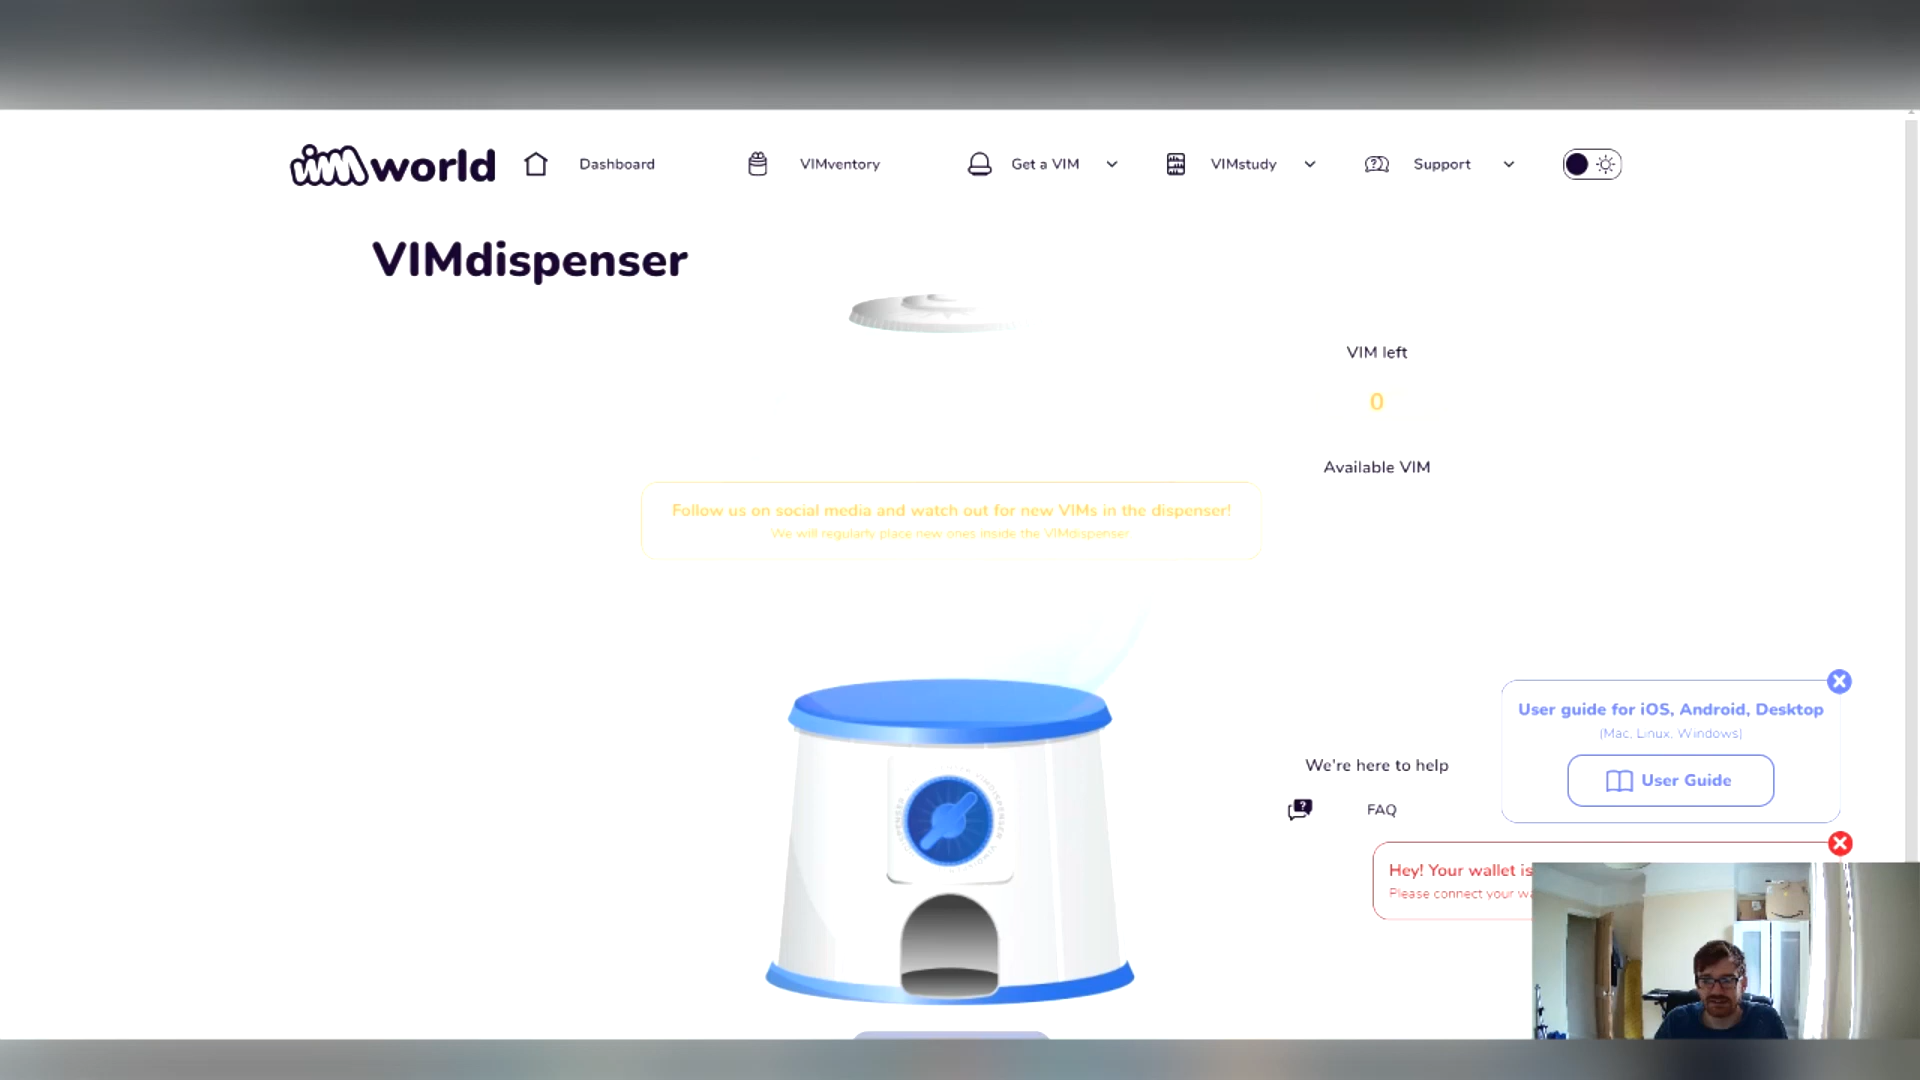 vimworld
Dashboard
VIMventory
Get a VIM
VIMstudy
Support
VIMdispenser
VIM left
0
Available VIM
Follow us on social media and watch out for new VIMs in the dispenser!
We will regularly place new ones inside the VIMdispenser
User guide for iOS, Android, Desktop
(Mac, Linux, Windows)
User Guide
We're here to help
FAQ
Hey! Your wallet is
Please connect your